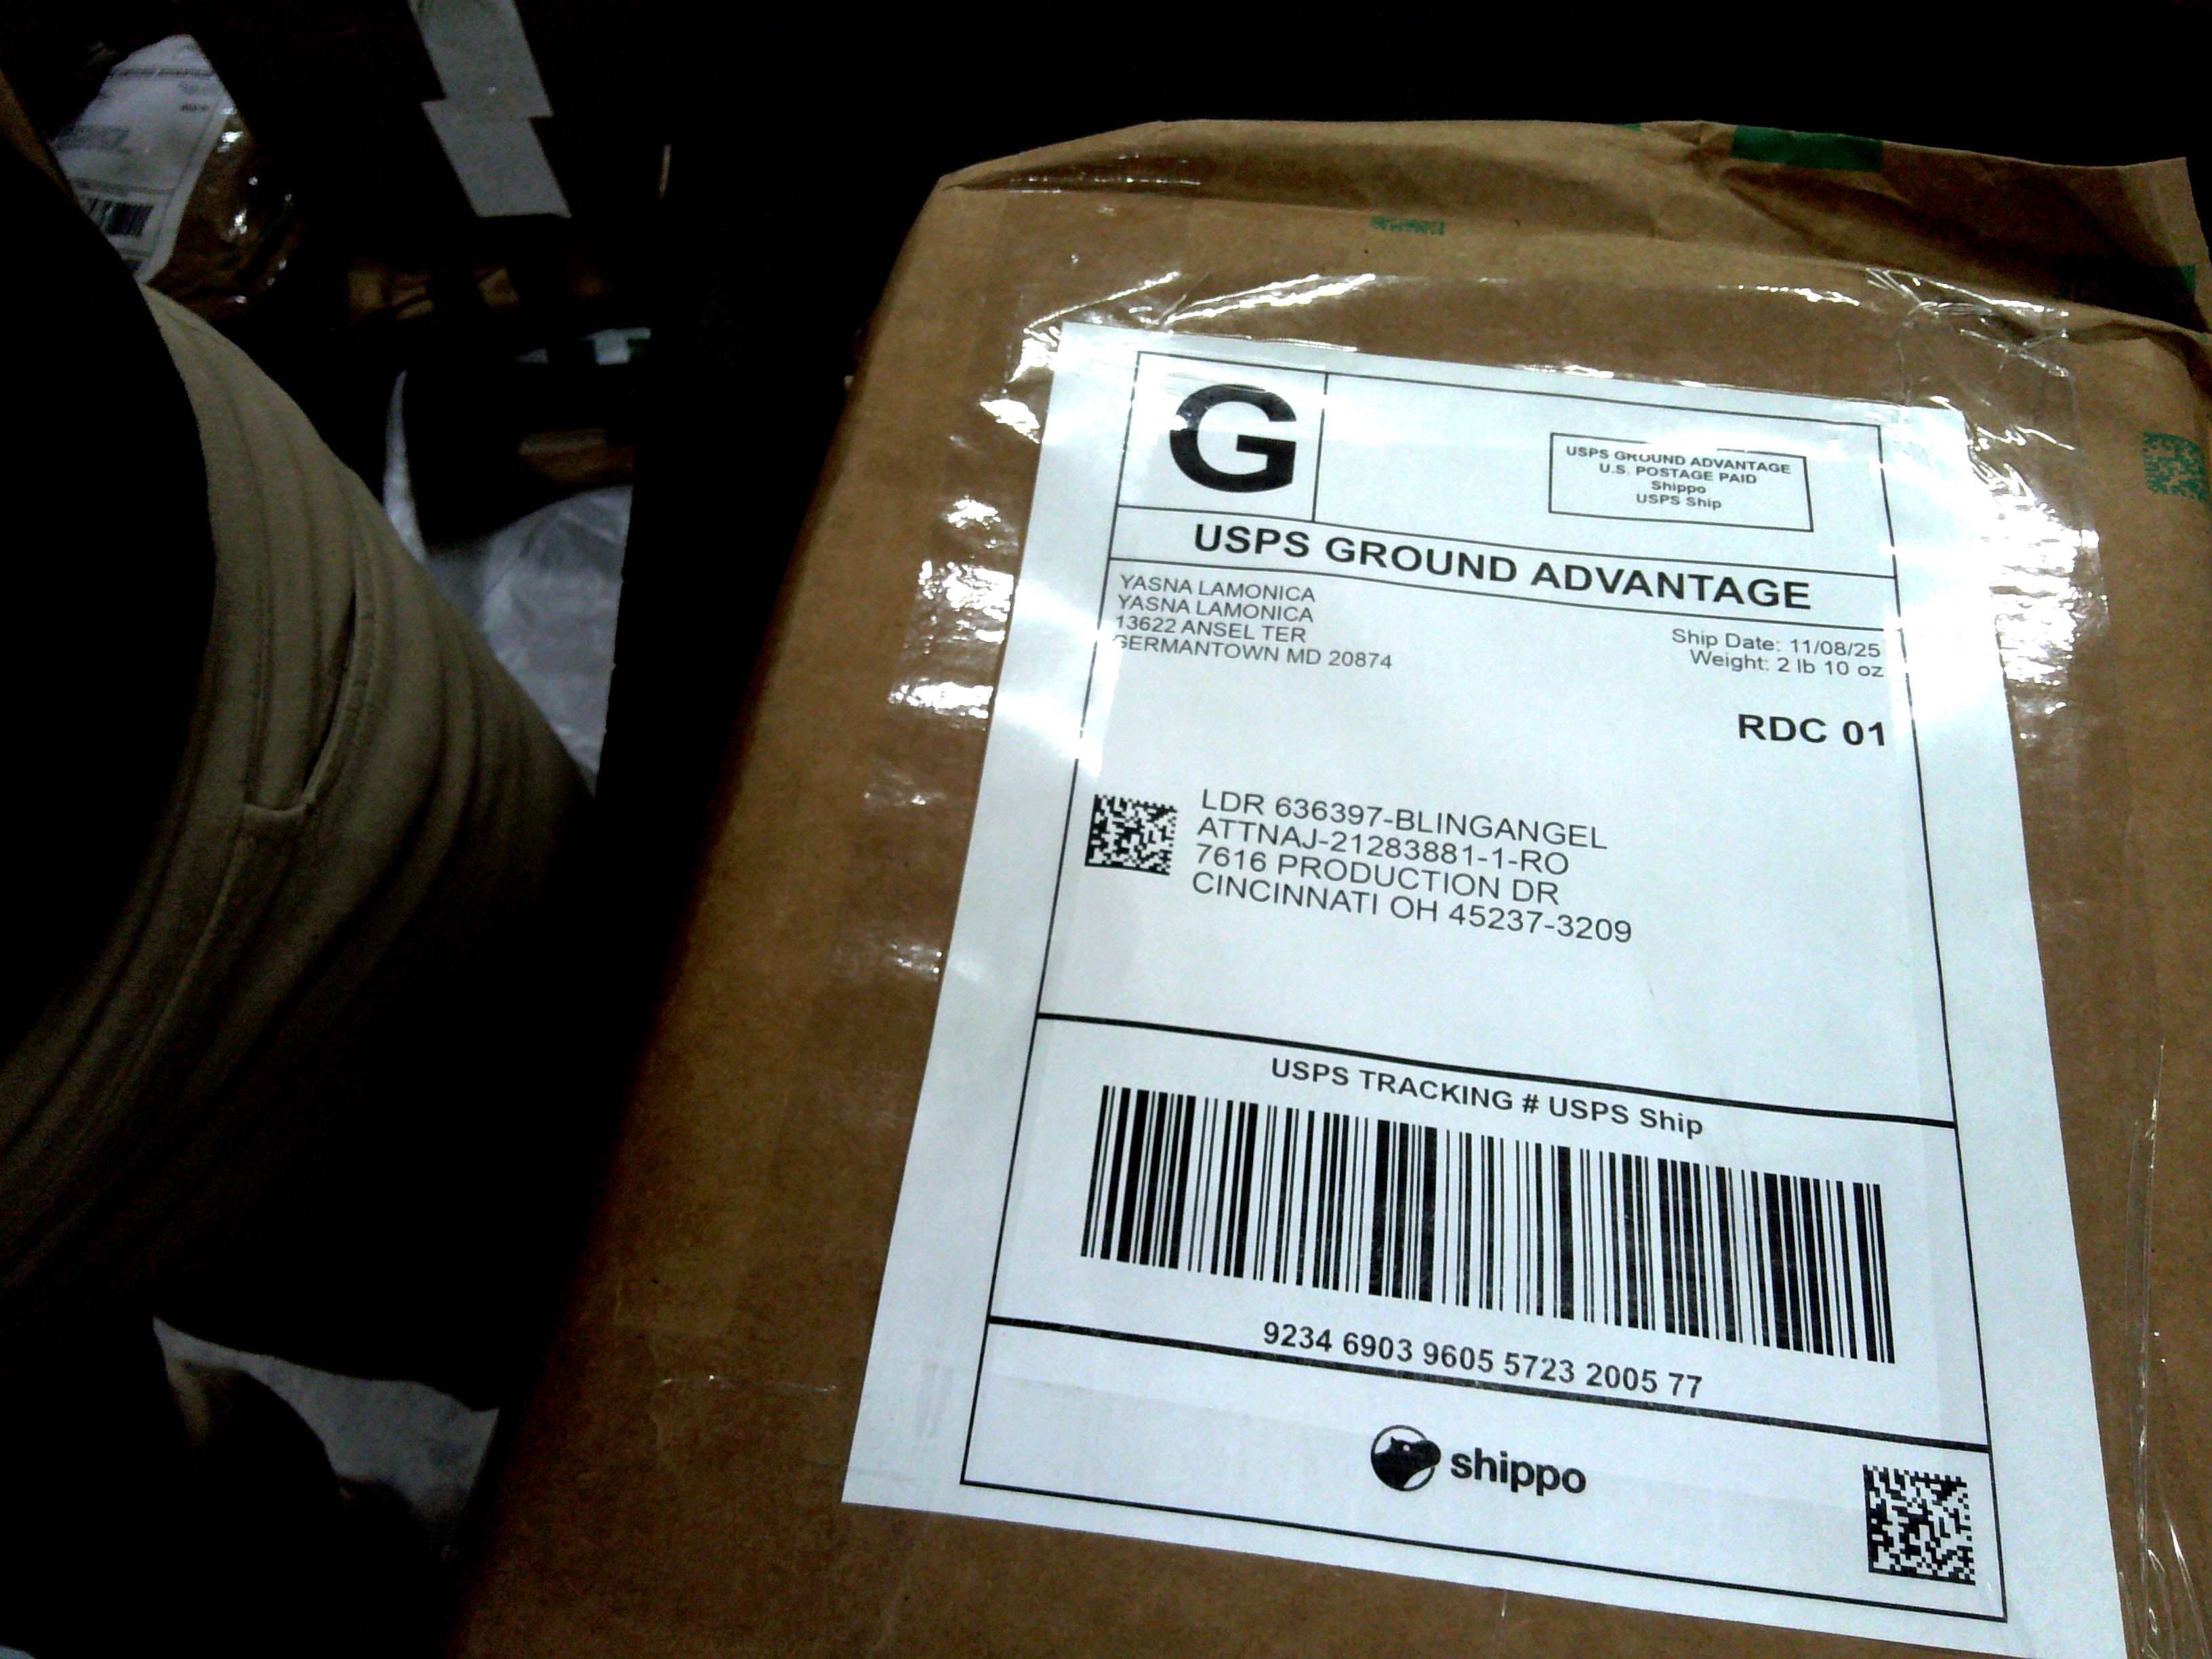 G
USPS GROUND ADVANTAGE
U.S. POSTAGE PAID
Shippo
USPS Ship
USPS GROUND ADVANTAGE
YASNA LAMONICA
YASNA LAMONICA
13622 ANSEL TER
GERMANTOWN MD 20874
Ship Date: 11/08/25
Weight: 2 lb 10 oz
RDC 01
LDR 636397-BLINGANGEL
ATTNAJ-21283881-1-RO
7616 PRODUCTION DR
CINCINNATI OH 45237-3209
USPS TRACKING # USPS Ship
9234 6903 9605 5723 2005 77
shippo